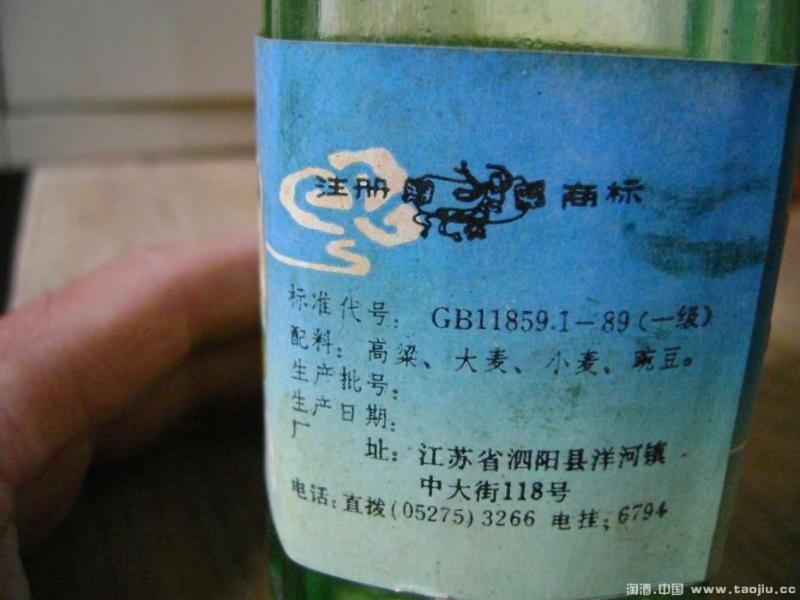 注册 商标
标准代号：GB11859.1-89(一级)
配料：高粱、大麦、小麦、豌豆。
生产批号：
生产日期：
厂 址：江苏省泗阳县洋河镇
中大街118号
电话：直拨(05275)3266 电挂：6794
淘酒.中国 www.taojiu.cc